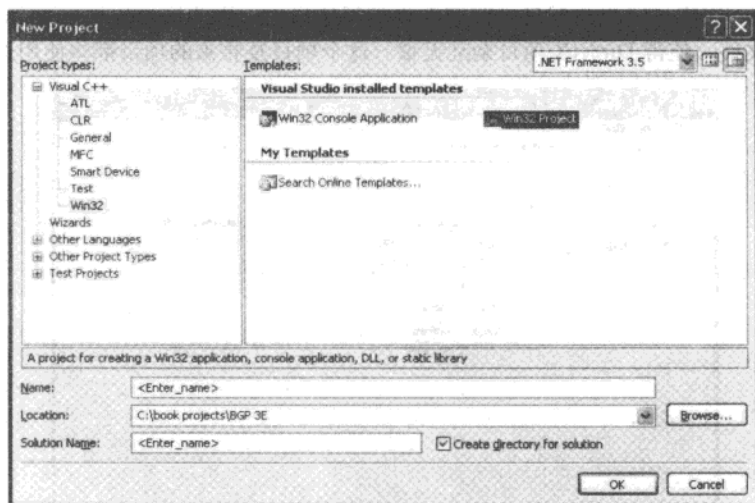 New Project
Project types:
Templates:
.NET Framework 3.5
Visual C++
ATL
CLR
General
MFC
Smart Device
Test
Win32
Wizards
Other Languages
Other Project Types
Test Projects
Visual Studio installed templates
Win32 Console Application
Win32 Project
My Templates
Search Online Templates...
A project for creating a Win32 application, console application, DLL, or static library
Name:
<Enter_name>
Location:
C:\book projects\BGP 3E
Browse...
Solution Name:
<Enter_name>
Create directory for solution
OK
Cancel